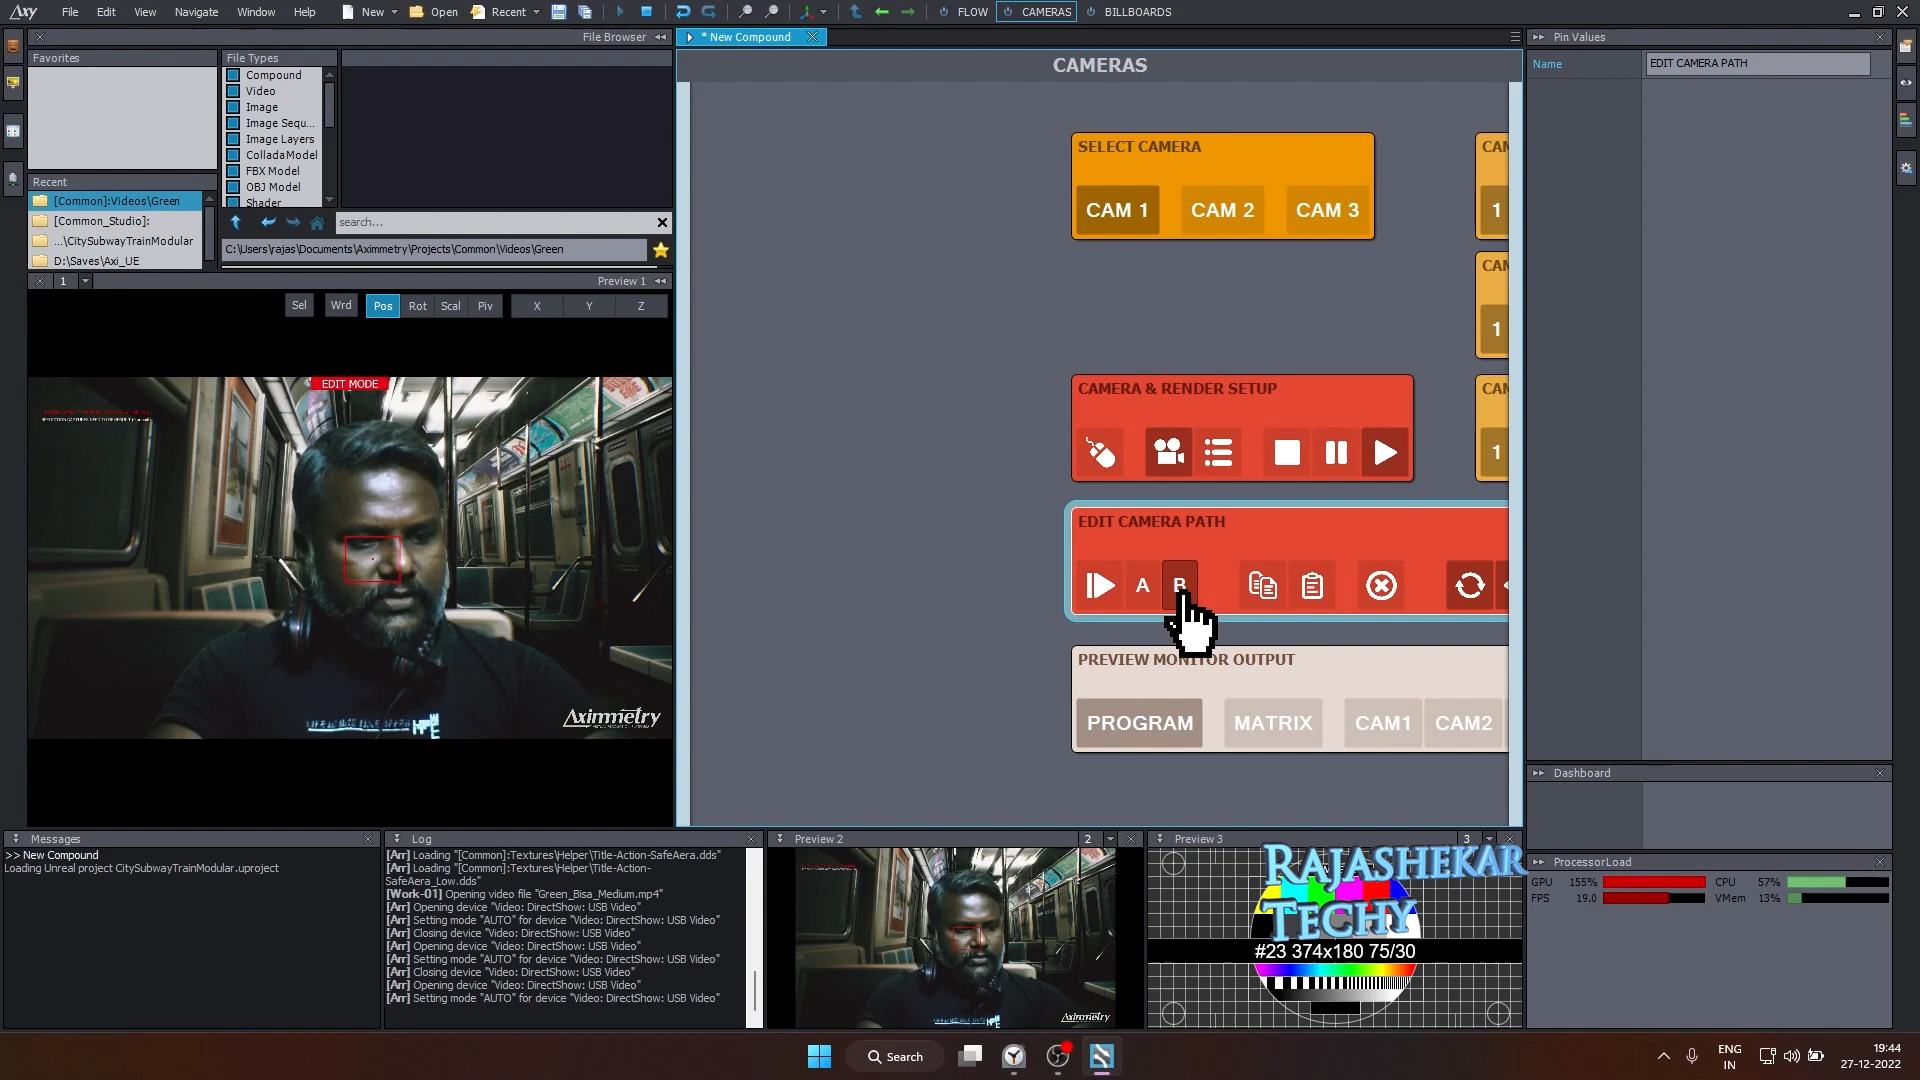 Axy File Edit View Navigate Window Help New Open Recent FLOW CAMERAS BILLBOARDS
File Browser
* New Compound
Pin Values
Favorites
File Types
Compound
Video
Image
Image Sequ...
Image Layers
ColladaModel
FBX Model
OBJ Model
Shader
CAMERAS
Name
EDIT CAMERA PATH
Recent
[Common]:Videos\Green
[Common_Studio]:
...\CitySubwayTrainModular
D:\Saves\Axi_UE
search...
C:\Users\rajas\Documents\Aximmetry\Projects\Common\Videos\Green
1
Preview 1
Sel Wrd Pos Rot Scal Piv X Y Z
EDIT MODE
Aximmetry
SELECT CAMERA
CAM 1 CAM 2 CAM 3
CAM
1
CAM
1
CAMERA & RENDER SETUP
CAM
1
EDIT CAMERA PATH
A B
PREVIEW MONITOR OUTPUT
PROGRAM MATRIX CAM1 CAM2
Dashboard
Messages
>> New Compound
Loading Unreal project CitySubwayTrainModular.uproject
Log
[Arr] Loading "[Common]:Textures\Helper\Title-Action-SafeAera.dds"
[Arr] Loading "[Common]:Textures\Helper\Title-Action-
SafeAera_Low.dds"
[Work-01] Opening video file "Green_Bisa_Medium.mp4"
[Arr] Opening device "Video: DirectShow: USB Video"
[Arr] Setting mode "AUTO" for device "Video: DirectShow: USB Video"
[Arr] Closing device "Video: DirectShow: USB Video"
[Arr] Opening device "Video: DirectShow: USB Video"
[Arr] Setting mode "AUTO" for device "Video: DirectShow: USB Video"
[Arr] Closing device "Video: DirectShow: USB Video"
[Arr] Opening device "Video: DirectShow: USB Video"
[Arr] Setting mode "AUTO" for device "Video: DirectShow: USB Video"
Preview 2
2
Aximmetry
Preview 3
3
RAJASHEKAR
TECHY
#23 374x180 75/30
ProcessorLoad
GPU 155% CPU 57%
FPS 19.0 VMem 13%
Search
ENG
IN
19:44
27-12-2022